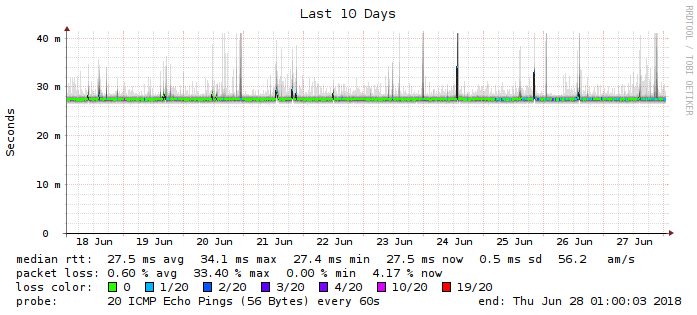 Last 10 Days
RRDTOOL / TOBI OETIKER
Seconds
40 m
30 m
20 m
10 m
0
18 Jun 19 Jun 20 Jun 21 Jun 22 Jun 23 Jun 24 Jun 25 Jun 26 Jun 27 Jun
median rtt: 27.5 ms avg 34.1 ms max 27.4 ms min 27.5 ms now 0.5 ms sd 56.2 am/s
packet loss: 0.60 % avg 33.40 % max 0.00 % min 4.17 % now
loss color: 0 1/20 2/20 3/20 4/20 10/20 19/20
probe: 20 ICMP Echo Pings (56 Bytes) every 60s end: Thu Jun 28 01:00:03 2018